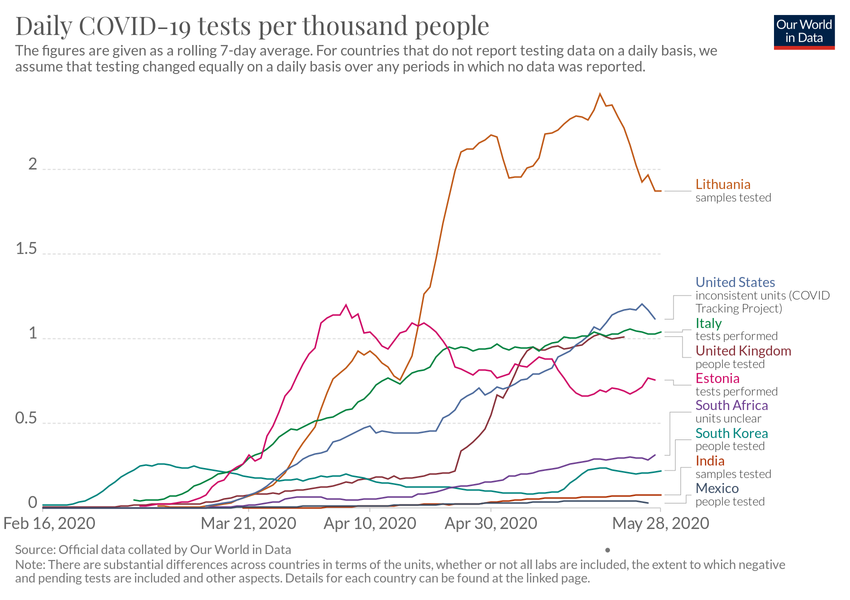 Daily COVID-19 tests per thousand people
Our World
in Data
The figures are given as a rolling 7-day average. For countries that do not report testing data on a daily basis, we
assume that testing changed equally on a daily basis over any periods in which no data was reported.
2
1.5
1
0.5
0
Lithuania
samples tested
United States
inconsistent units (COVID
Tracking Project)
Italy
tests performed
United Kingdom
people tested
Estonia
tests performed
South Africa
units unclear
South Korea
people tested
India
samples tested
Mexico
people tested
Feb 16, 2020
Mar 21, 2020
Apr 10, 2020
Apr 30, 2020
May 28, 2020
Source: Official data collated by Our World in Data
Note: There are substantial differences across countries in terms of the units, whether or not all labs are included, the extent to which negative
and pending tests are included and other aspects. Details for each country can be found at the linked page.